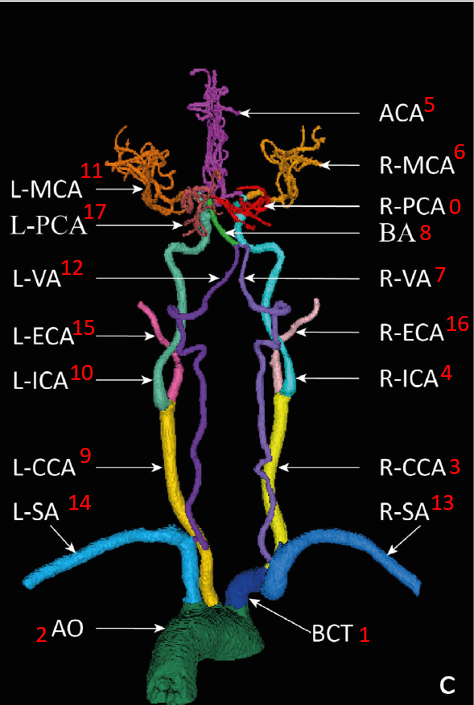 ACA 5
11 R-MCA 6
L-MCA
17 R-PCA 0
L-PCA BA 8
L-VA 12 R-VA 7
L-ECA 15 R-ECA 16
L-ICA 10 R-ICA 4
L-CCA 9 R-CCA 3
L-SA 14 R-SA 13
2 AO BCT 1
C